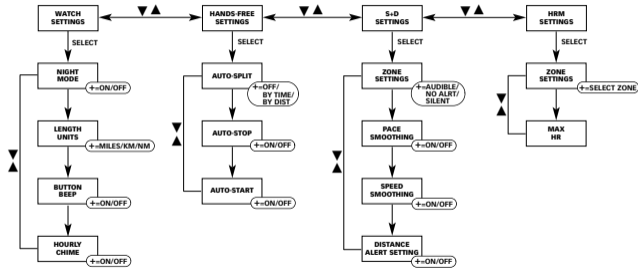 WATCH
SETTINGS
HANDS-FREE
SETTINGS
S+D
SETTINGS
HRM
SETTINGS
SELECT
SELECT
SELECT
SELECT
NIGHT
MODE
+=ON/OFF
AUTO-SPLIT
+=OFF/
BY TIME/
BY DIST
ZONE
SETTINGS
+=AUDIBLE/
NO ALRT/
SILENT
ZONE
SETTINGS
+=SELECT ZONE
LENGTH
UNITS
+=MILES/KM/NM
AUTO-STOP
+=ON/OFF
PACE
SMOOTHING
+=ON/OFF
MAX
HR
BUTTON
BEEP
+=ON/OFF
AUTO-START
+=ON/OFF
SPEED
SMOOTHING
+=ON/OFF
HOURLY
CHIME
+=ON/OFF
DISTANCE
ALERT SETTING
+=ON/OFF